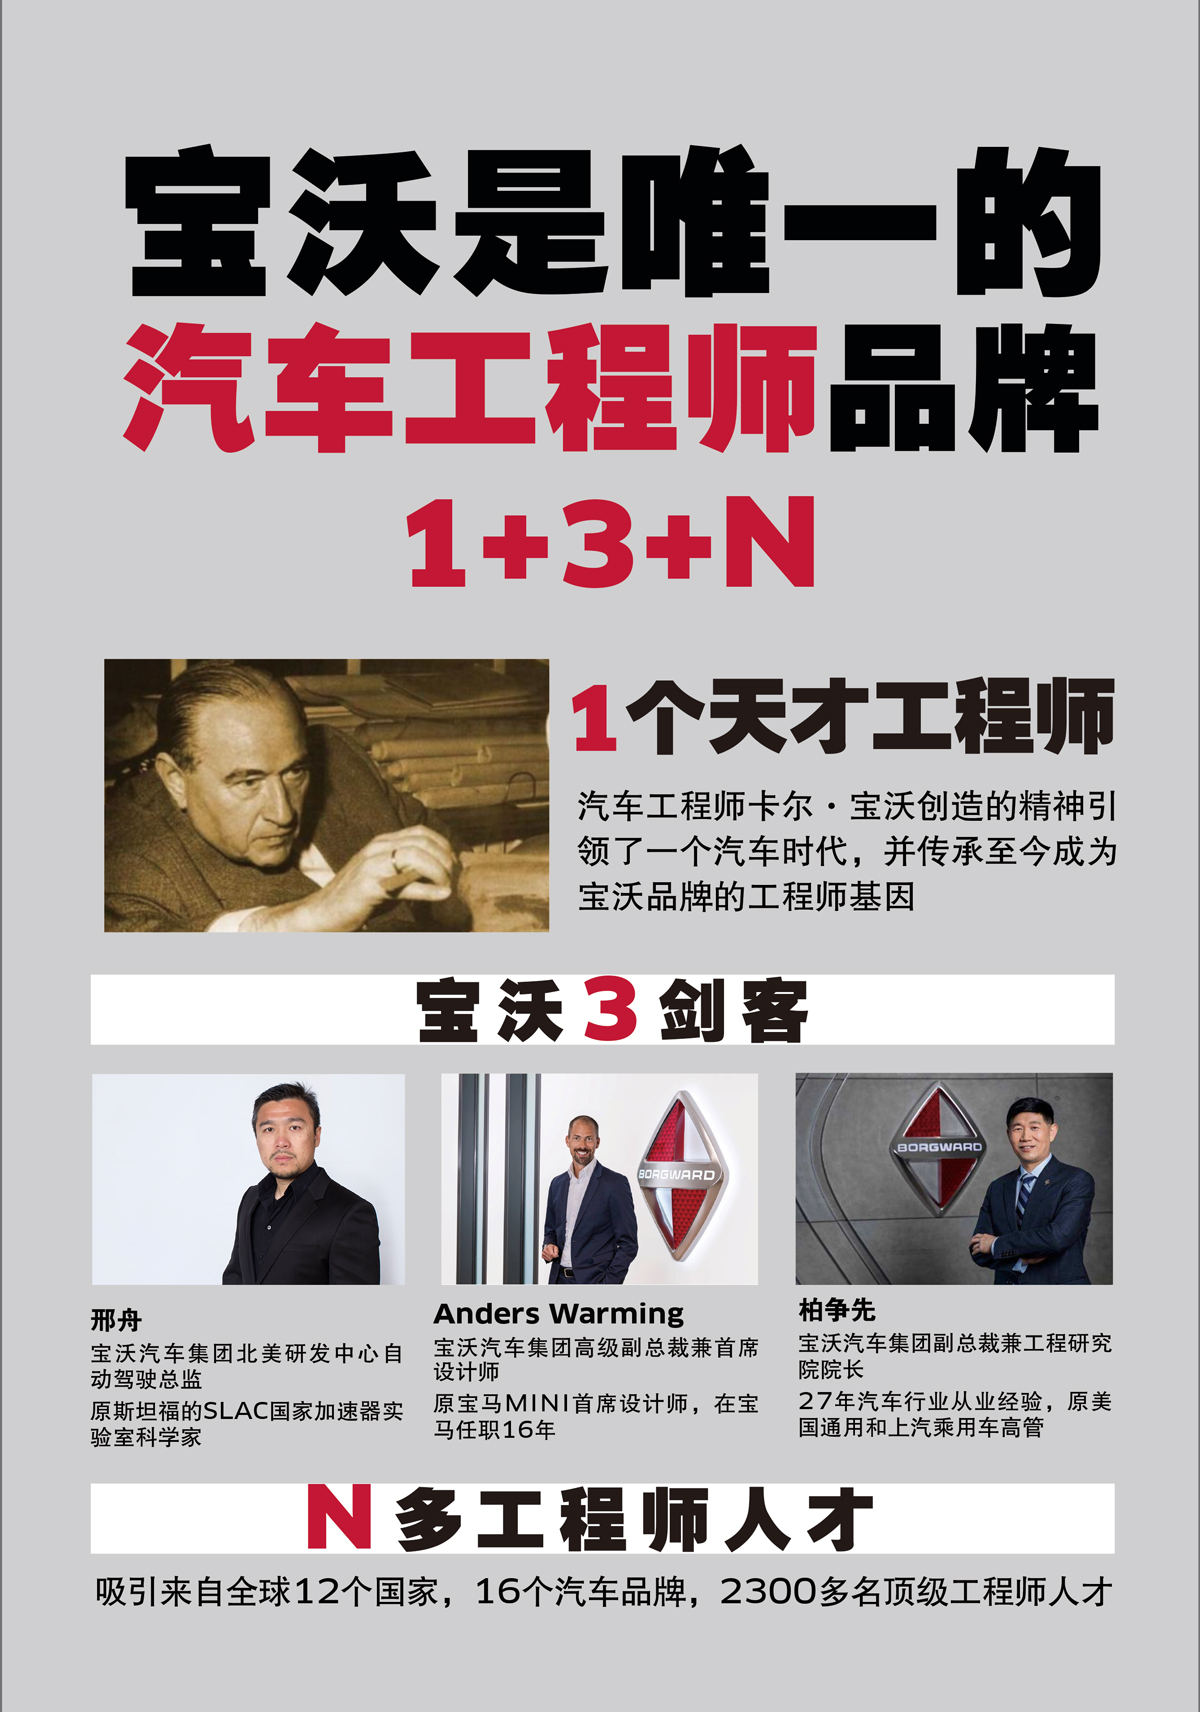 宝沃是唯一的
汽车工程师品牌
1+3+N
1个天才工程师
汽车工程师卡尔·宝沃创造的精神引
领了一个汽车时代，并传承至今成为
宝沃品牌的工程师基因
宝沃3剑客
BORGWARD
BORGWARD
邢舟
宝沃汽车集团北美研发中心自
动驾驶总监
原斯坦福的SLAC国家加速器实
验室科学家
Anders Warming
宝沃汽车集团高级副总裁兼首席
设计师
原宝马MINI首席设计师，在宝
马任职16年
柏争先
宝沃汽车集团副总裁兼工程研究
院院长
27年汽车行业从业经验，原美
国通用和上汽乘用车高管
N多工程师人才
吸引来自全球12个国家，16个汽车品牌，2300多名顶级工程师人才